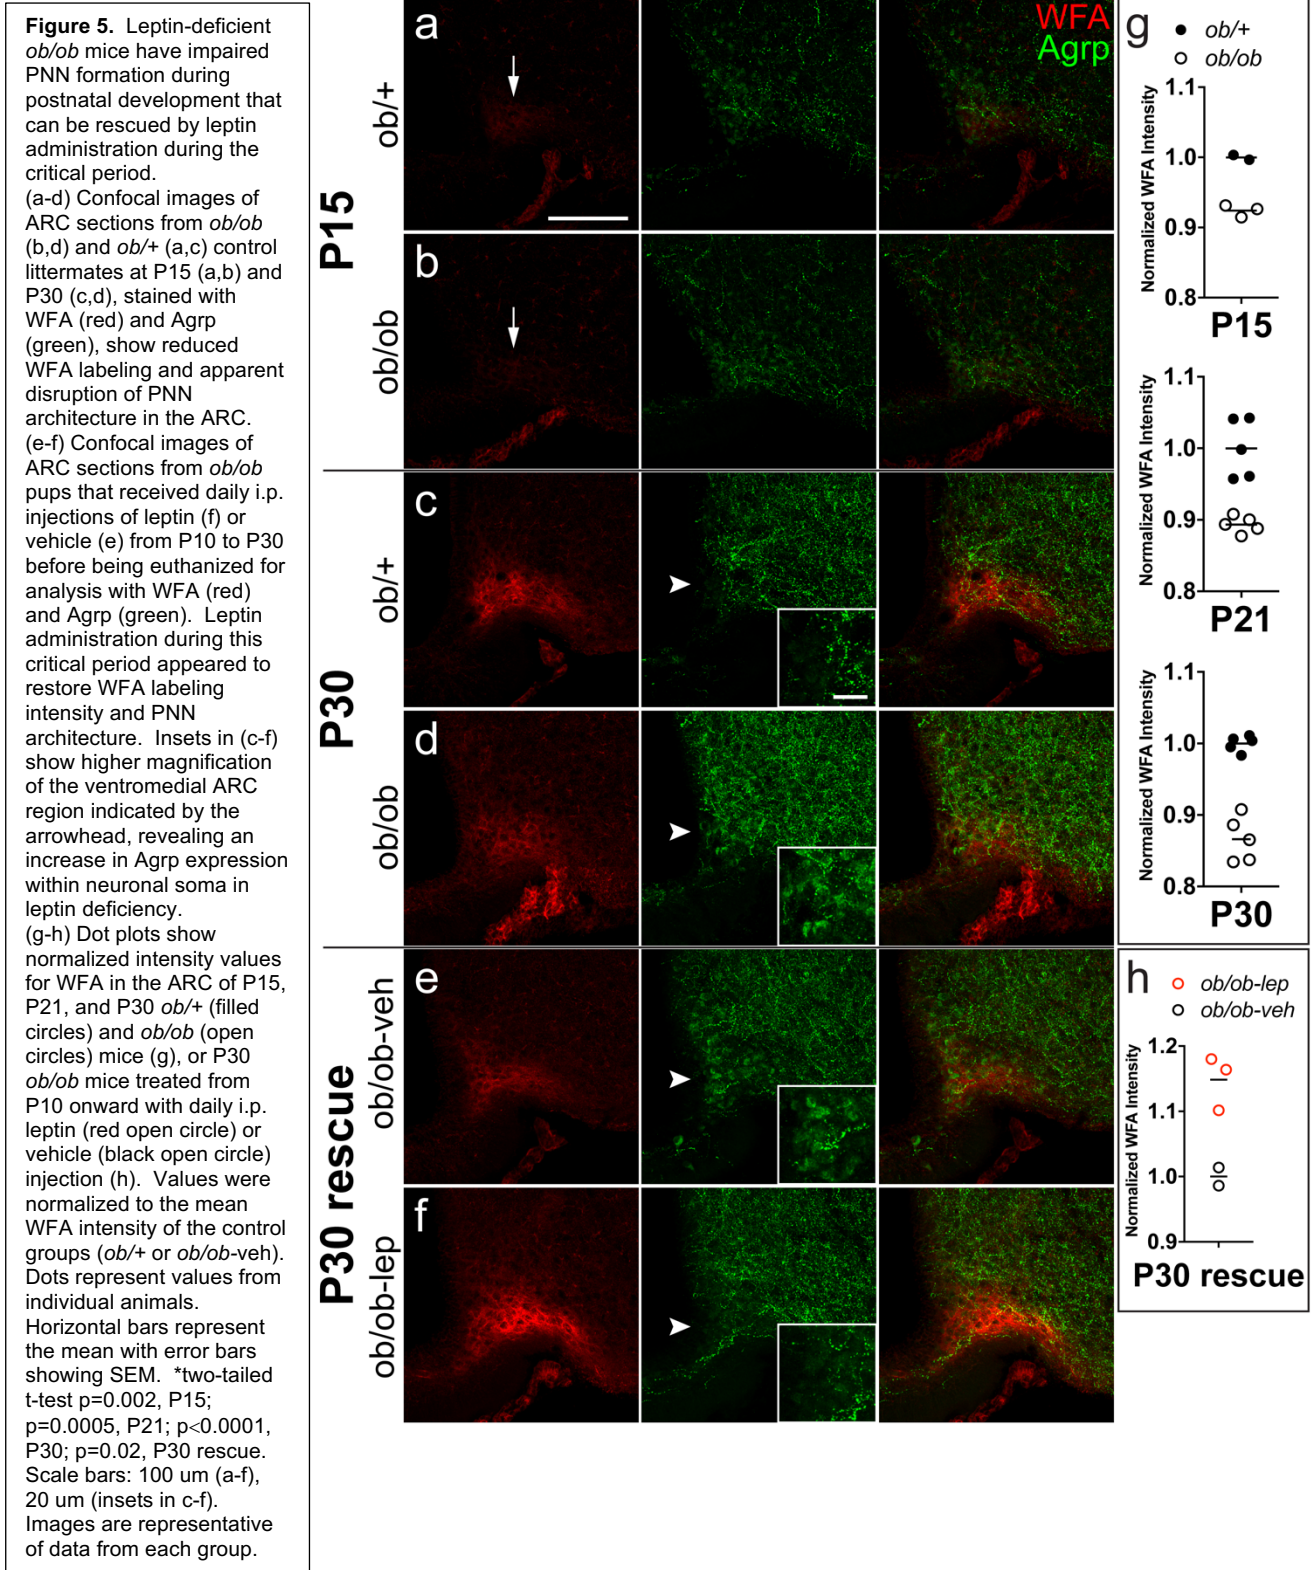 Figure 5. Leptin-deficient
ob/ob mice have impaired
PNN formation during
postnatal development that
can be rescued by leptin
administration during the
critical period.
(a-d) Confocal images of
ARC sections from ob/ob
(b,d) and ob/+ (a,c) control
littermates at P15 (a,b) and
P30 (c,d), stained with
WFA (red) and Agrp
(green), show reduced
WFA labeling and apparent
disruption of PNN
architecture in the ARC.
(e-f) Confocal images of
ARC sections from ob/ob
pups that received daily i.p.
injections of leptin (f) or
vehicle (e) from P10 to P30
before being euthanized for
analysis with WFA (red)
and Agrp (green). Leptin
administration during this
critical period appeared to
restore WFA labeling
intensity and PNN
architecture. Insets in (c-f)
show higher magnification
of the ventromedial ARC
region indicated by the
arrowhead, revealing an
increase in Agrp expression
within neuronal soma in
leptin deficiency.
(g-h) Dot plots show
normalized intensity values
for WFA in the ARC of P15,
P21, and P30 ob/+ (filled
circles) and ob/ob (open
circles) mice (g), or P30
ob/ob mice treated from
P10 onward with daily i.p.
leptin (red open circle) or
vehicle (black open circle)
injection (h). Values were
normalized to the mean
WFA intensity of the control
groups (ob/+ or ob/ob-veh).
Dots represent values from
individual animals.
Horizontal bars represent
the mean with error bars
showing SEM. *two-tailed
t-test p=0.002, P15;
p=0.0005, P21; p<0.0001,
P30; p=0.02, P30 rescue.
Scale bars: 100 um (a-f),
20 um (insets in c-f).
Images are representative
of data from each group.
P15
ob/+
a
WFA
Agrp
ob/ob
b
P30
ob/+
c
ob/ob
d
P30 rescue
ob/ob-veh
e
ob/ob-lep
f
g
ob/+
ob/ob
Normalized WFA Intensity
1.1
1.0
0.9
0.8
P15
Normalized WFA Intensity
1.1
1.0
0.9
0.8
P21
Normalized WFA Intensity
1.1
1.0
0.9
0.8
P30
h
ob/ob-lep
ob/ob-veh
Normalized WFA Intensity
1.2
1.1
1.0
0.9
P30 rescue